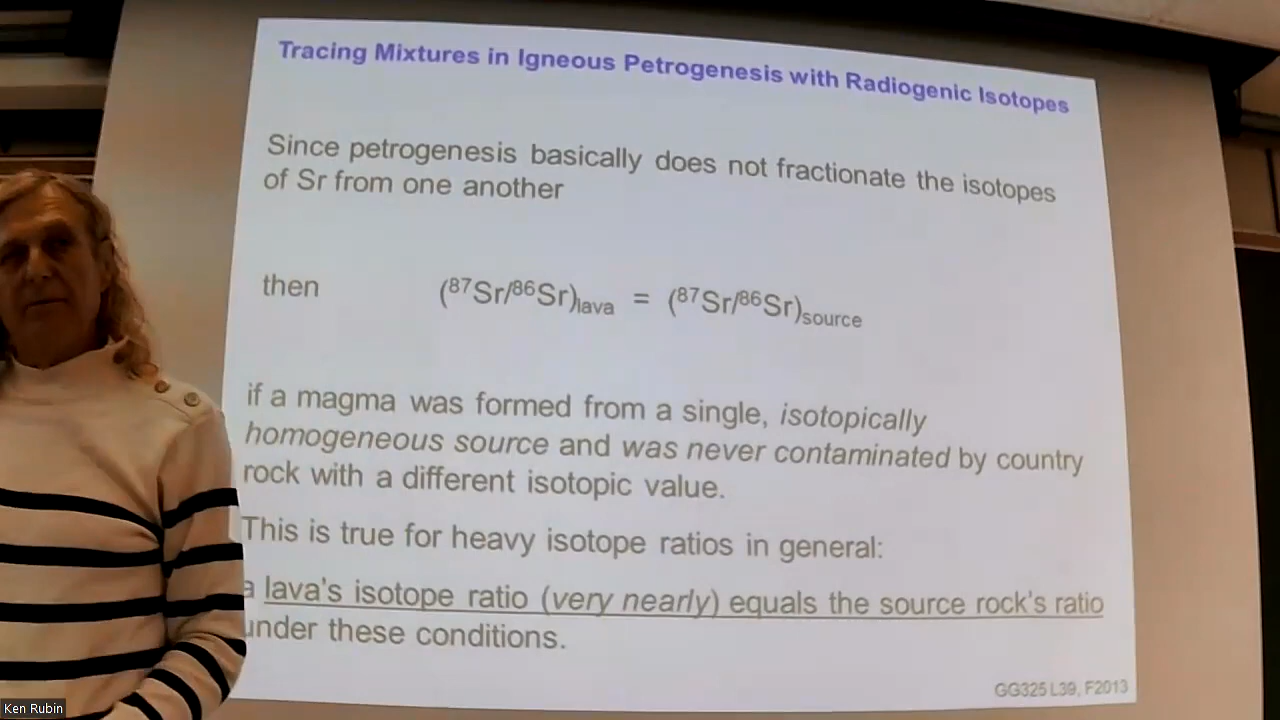 Tracing Mixtures in Igneous Petrogenesis with Radiogenic Isotopes
Since petrogenesis basically does not fractionate the isotopes
of Sr from one another
then (⁸⁷Sr/⁸⁶Sr)lava = (⁸⁷Sr/⁸⁶Sr)source
if a magma was formed from a single, isotopically
homogeneous source and was never contaminated by country
rock with a different isotopic value.
This is true for heavy isotope ratios in general:
a lava's isotope ratio (very nearly) equals the source rock's ratio
under these conditions.
GG325 L39, F2013
Ken Rubin